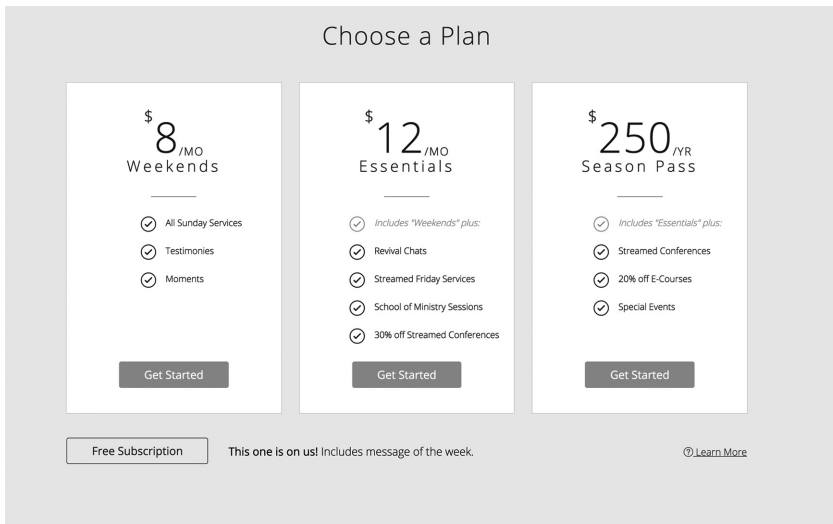 Choose a Plan
$8/MO
Weekends
All Sunday Services
Testimonies
Moments
Get Started
$12/MO
Essentials
Includes "Weekends" plus:
Revival Chats
Streamed Friday Services
School of Ministry Sessions
30% off Streamed Conferences
Get Started
$250/YR
Season Pass
Includes "Essentials" plus:
Streamed Conferences
20% off E-Courses
Special Events
Get Started
Free Subscription
This one is on us! Includes message of the week.
? Learn More